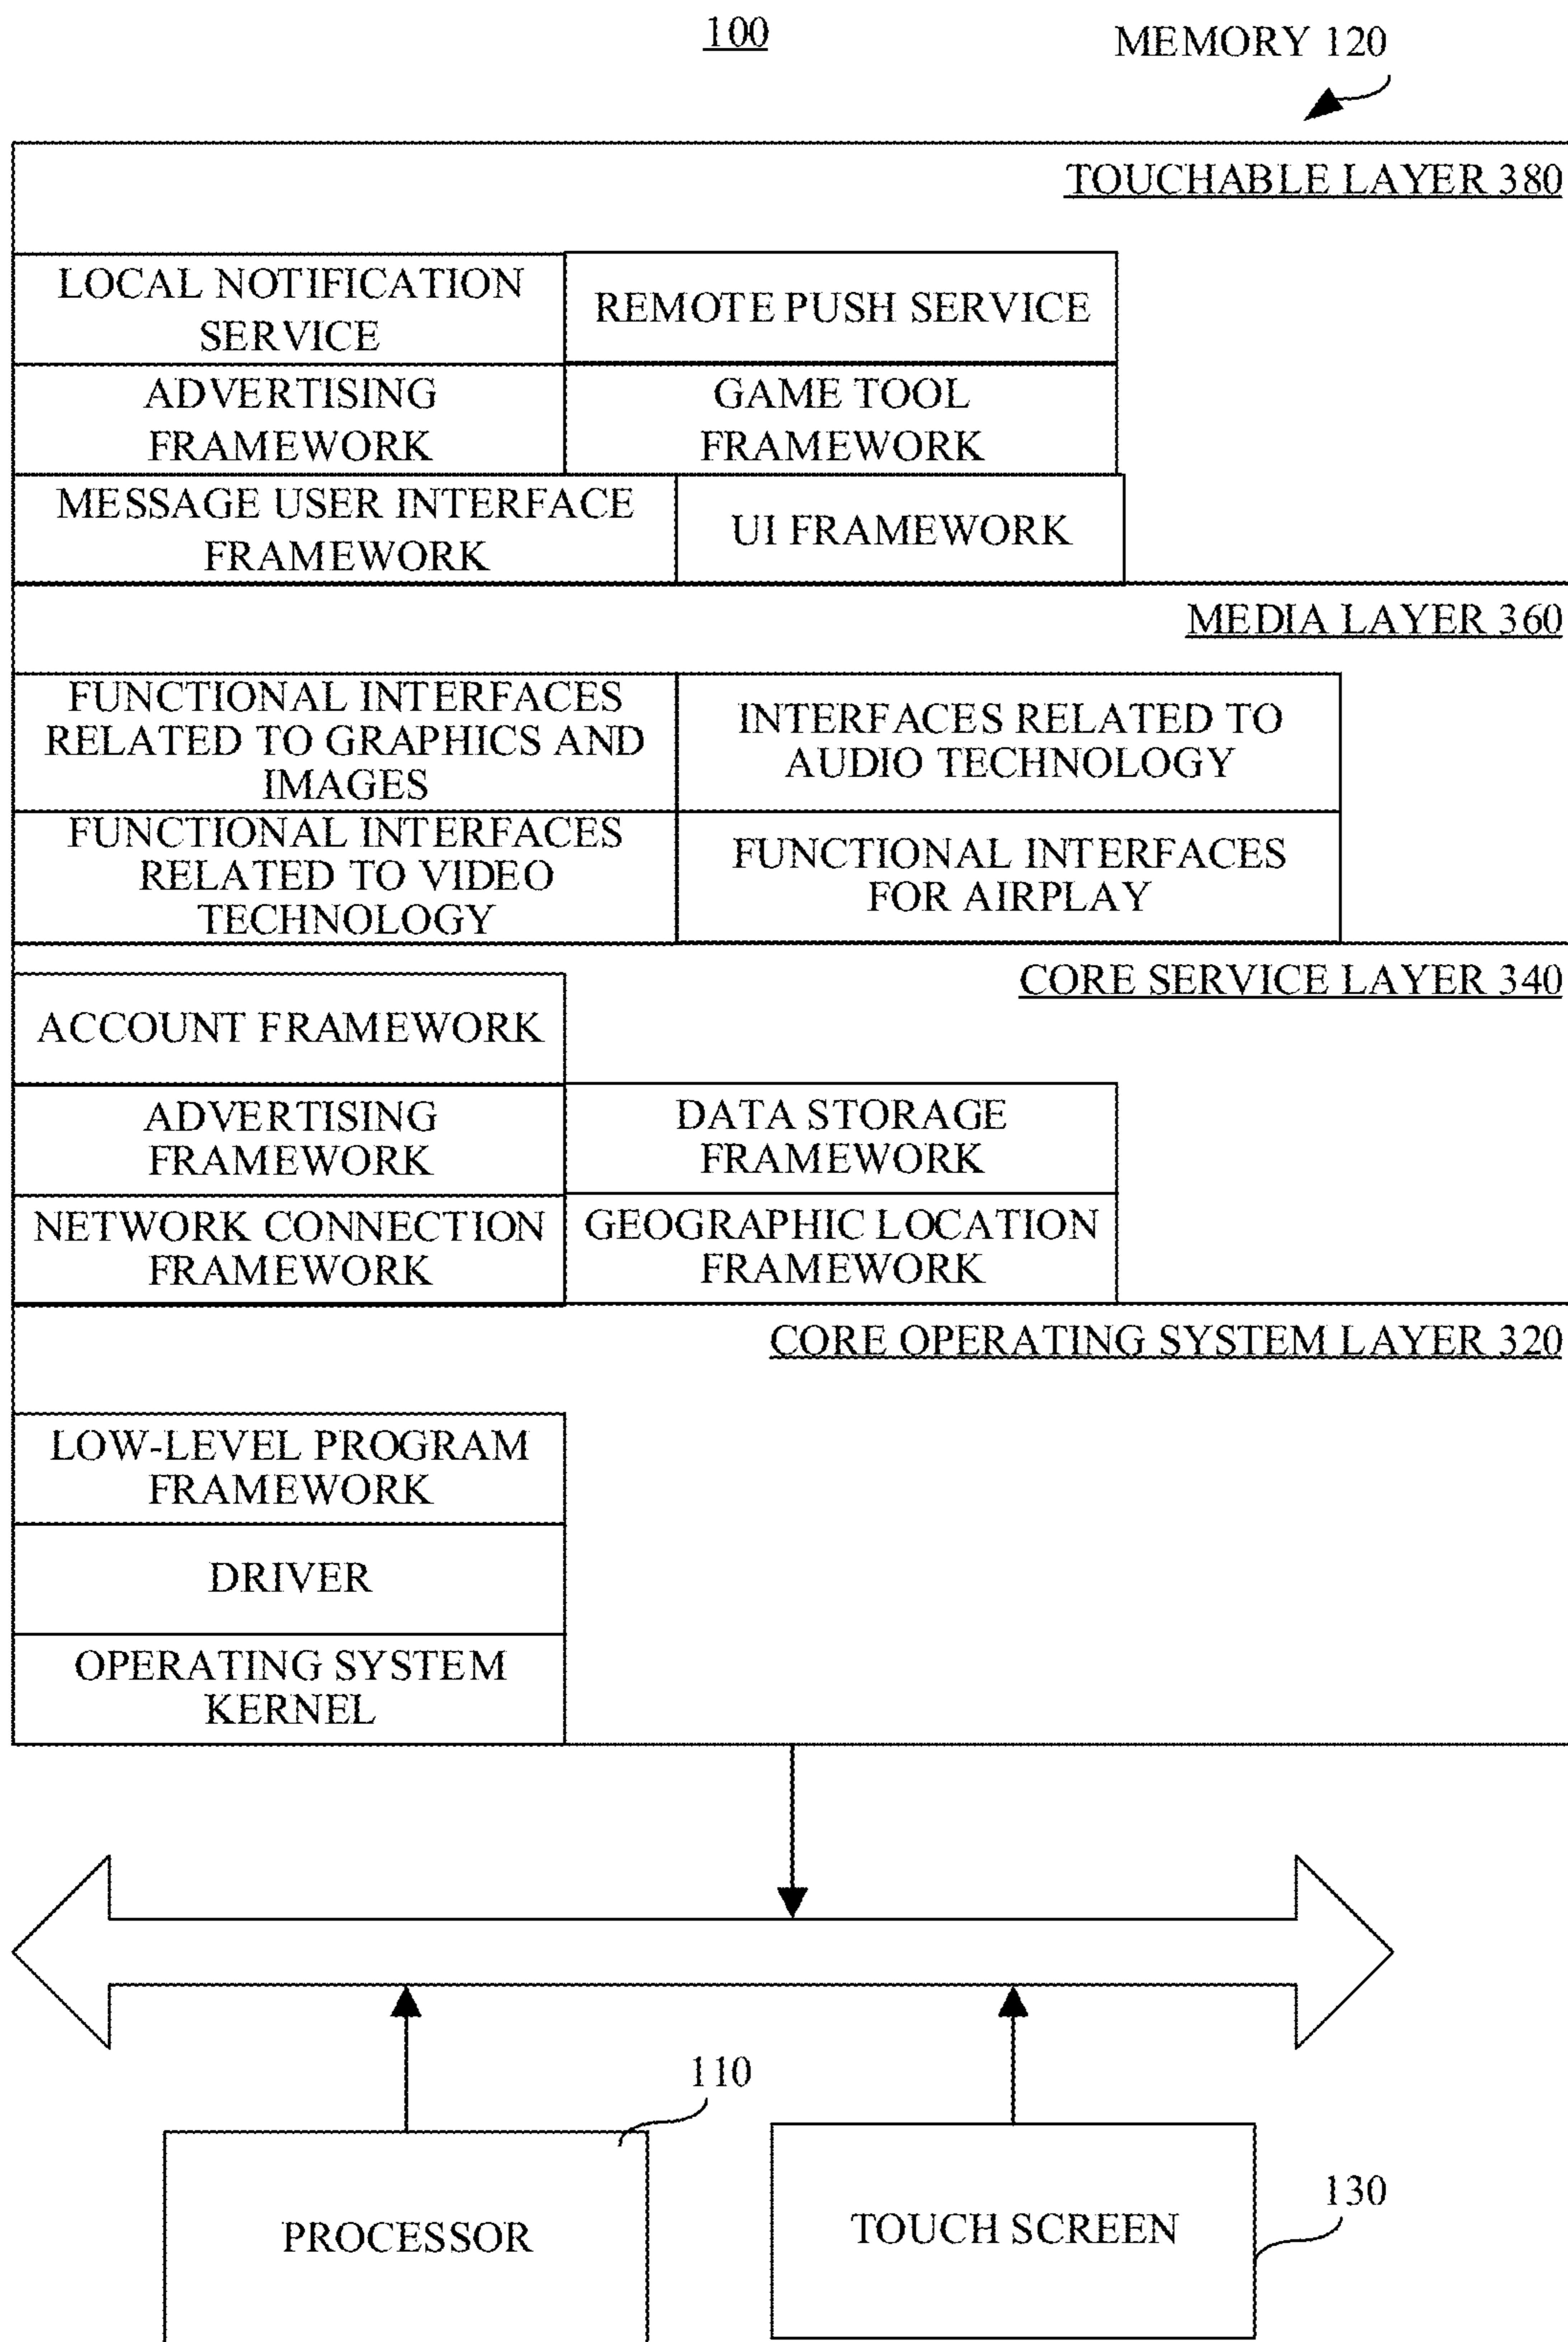 100
MEMORY 120
TOUCHABLE LAYER 380
LOCAL NOTIFICATION
SERVICE
REMOTE PUSH SERVICE
ADVERTISING
FRAMEWORK
GAME TOOL
FRAMEWORK
MESSAGE USER INTERFACE
FRAMEWORK
UI FRAMEWORK
MEDIA LAYER 360
FUNCTIONAL INTERFACES
RELATED TO GRAPHICS AND
IMAGES
INTERFACES RELATED TO
AUDIO TECHNOLOGY
FUNCTIONAL INTERFACES
RELATED TO VIDEO
TECHNOLOGY
FUNCTIONAL INTERFACES
FOR AIRPLAY
CORE SERVICE LAYER 340
ACCOUNT FRAMEWORK
ADVERTISING
FRAMEWORK
DATA STORAGE
FRAMEWORK
NETWORK CONNECTION
FRAMEWORK
GEOGRAPHIC LOCATION
FRAMEWORK
CORE OPERATING SYSTEM LAYER 320
LOW-LEVEL PROGRAM
FRAMEWORK
DRIVER
OPERATING SYSTEM
KERNEL
110
PROCESSOR
130
TOUCH SCREEN